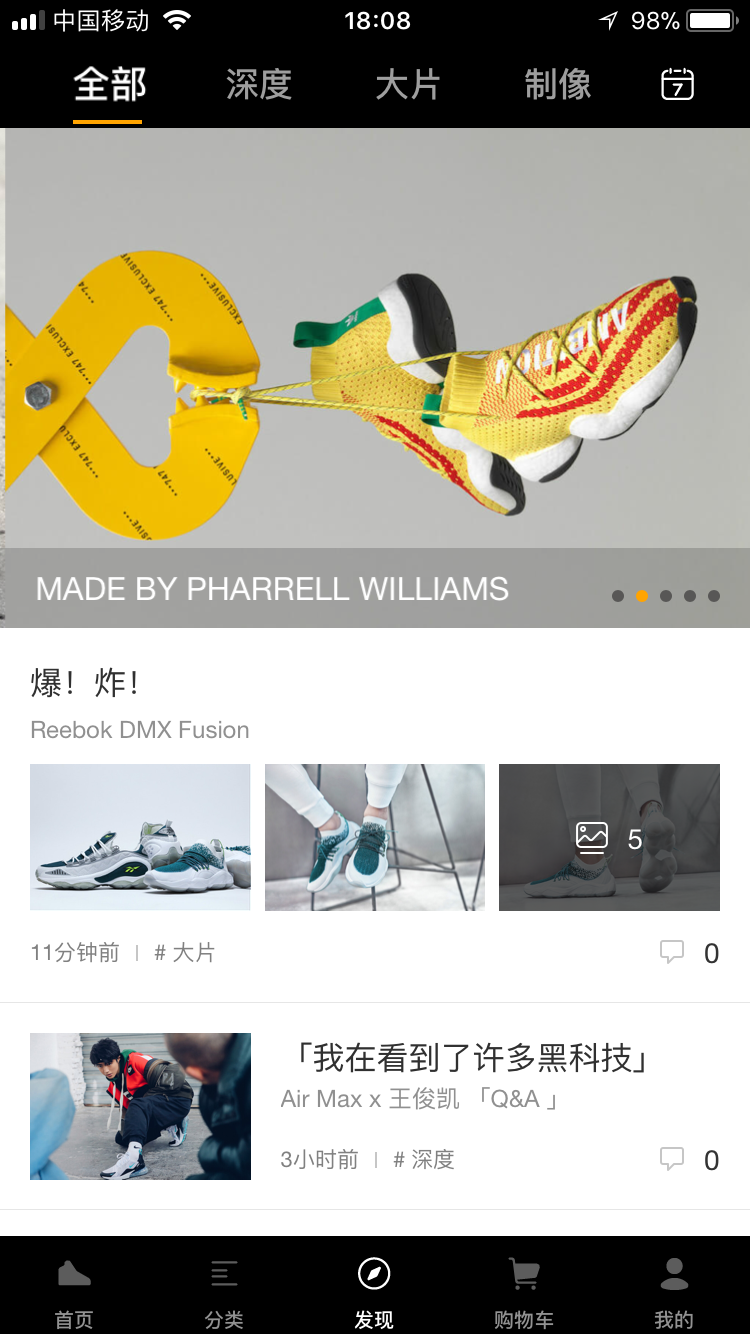 中国移动
18:08
98%
全部
深度
大片
制像
7
747 EXCLUSIVE
AMBITION
MADE BY PHARRELL WILLIAMS
爆！炸！
Reebok DMX Fusion
5
11分钟前
# 大片
0
「我在看到了许多黑科技」
Air Max x 王俊凯 「Q&A 」
3小时前
# 深度
0
首页
分类
发现
购物车
我的